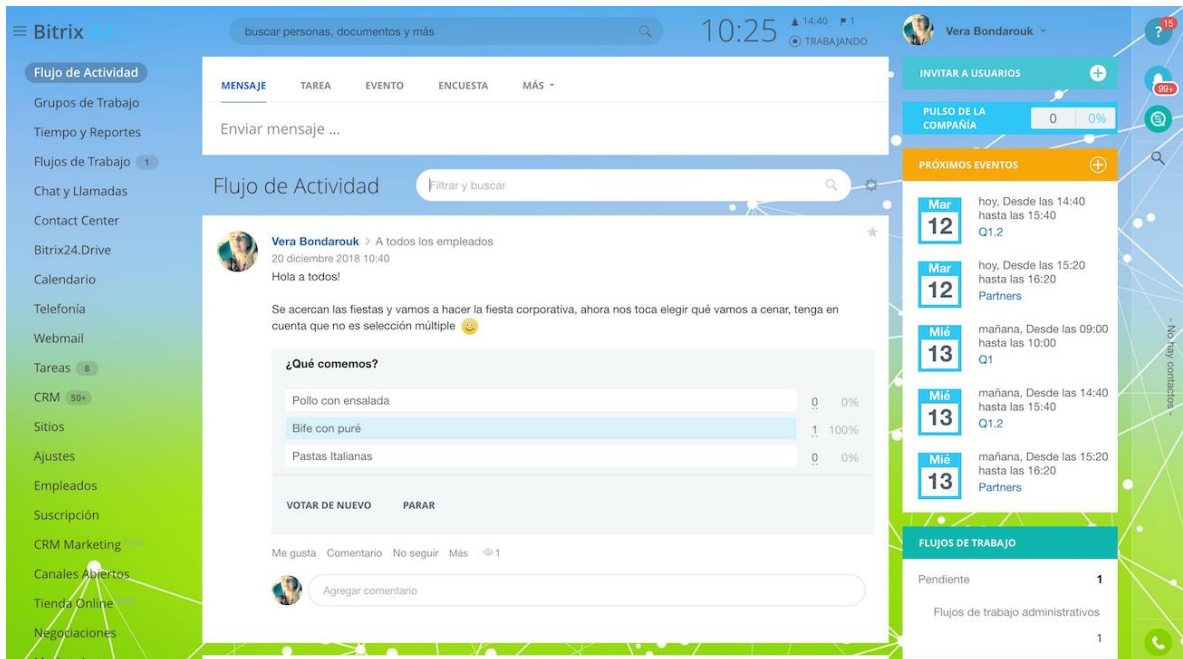 Bitrix 24
buscar personas, documentos y más
10:25
14:40 1
TRABAJANDO
Vera Bondarouk
15
Flujo de Actividad
Grupos de Trabajo
Tiempo y Reportes
Flujos de Trabajo 1
Chat y Llamadas
Contact Center
Bitrix24.Drive
Calendario
Telefonía
Webmail
Tareas 8
CRM 50+
Sitios
Ajustes
Empleados
Suscripción
CRM Marketing
Canales Abiertos
Tienda Online
Negociaciones
MENSAJE TAREA EVENTO ENCUESTA MÁS
Enviar mensaje ...
Flujo de Actividad
Filtrar y buscar
Vera Bondarouk > A todos los empleados
20 diciembre 2018 10:40
Hola a todos!
Se acercan las fiestas y vamos a hacer la fiesta corporativa, ahora nos toca elegir qué vamos a cenar, tenga en
cuenta que no es selección múltiple
¿Qué comemos?
Pollo con ensalada 0 0%
Bife con puré 1 100%
Pastas Italianas 0 0%
VOTAR DE NUEVO PARAR
Me gusta Comentario No seguir Más 1
Agregar comentario
INVITAR A USUARIOS
PULSO DE LA
COMPAÑÍA
0 0%
PRÓXIMOS EVENTOS
Mar
12
hoy, Desde las 14:40
hasta las 15:40
Q1.2
Mar
12
hoy, Desde las 15:20
hasta las 16:20
Partners
Mié
13
mañana, Desde las 09:00
hasta las 10:00
Q1
Mié
13
mañana, Desde las 14:40
hasta las 15:40
Q1.2
Mié
13
mañana, Desde las 15:20
hasta las 16:20
Partners
FLUJOS DE TRABAJO
Pendiente 1
Flujos de trabajo administrativos
1
?
99+
- No hay contactos -